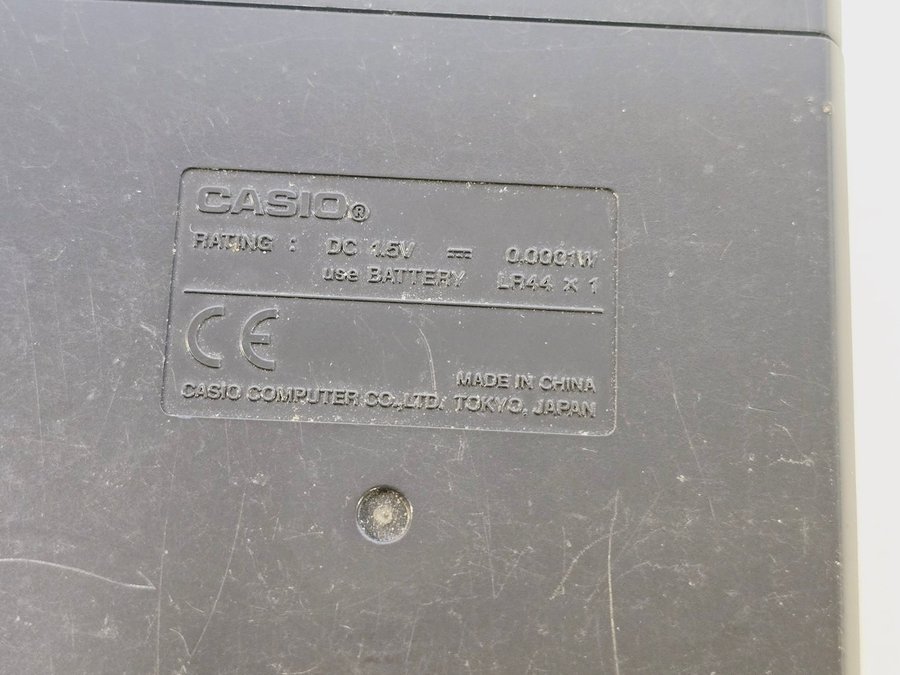 CASIO®
RATING : DC 1.5V ⎓ 0.0001W
use BATTERY LR44 X 1
CE
MADE IN CHINA
CASIO COMPUTER CO.,LTD. TOKYO, JAPAN